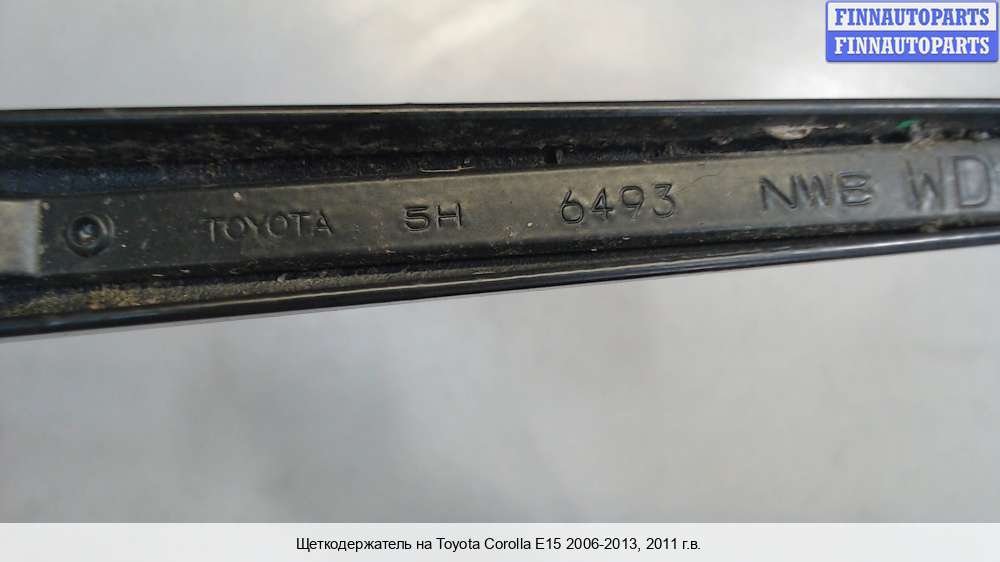 FINNAUTOPARTS
FINNAUTOPARTS
TOYOTA 5H 6493 NWB
Щеткодержатель на Toyota Corolla E15 2006-2013, 2011 г.в.